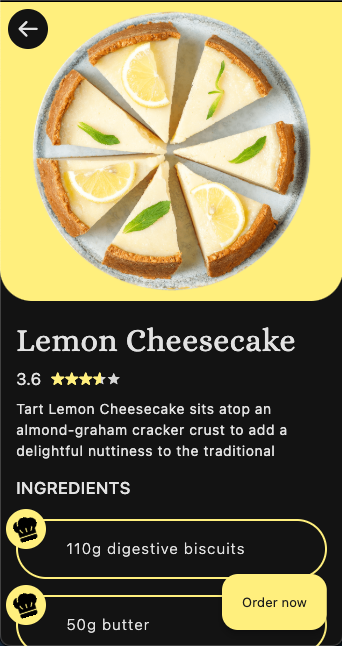 Lemon Cheesecake
3.6
Tart Lemon Cheesecake sits atop an
almond-graham cracker crust to add a
delightful nuttiness to the traditional
INGREDIENTS
110g digestive biscuits
Order now
50g butter